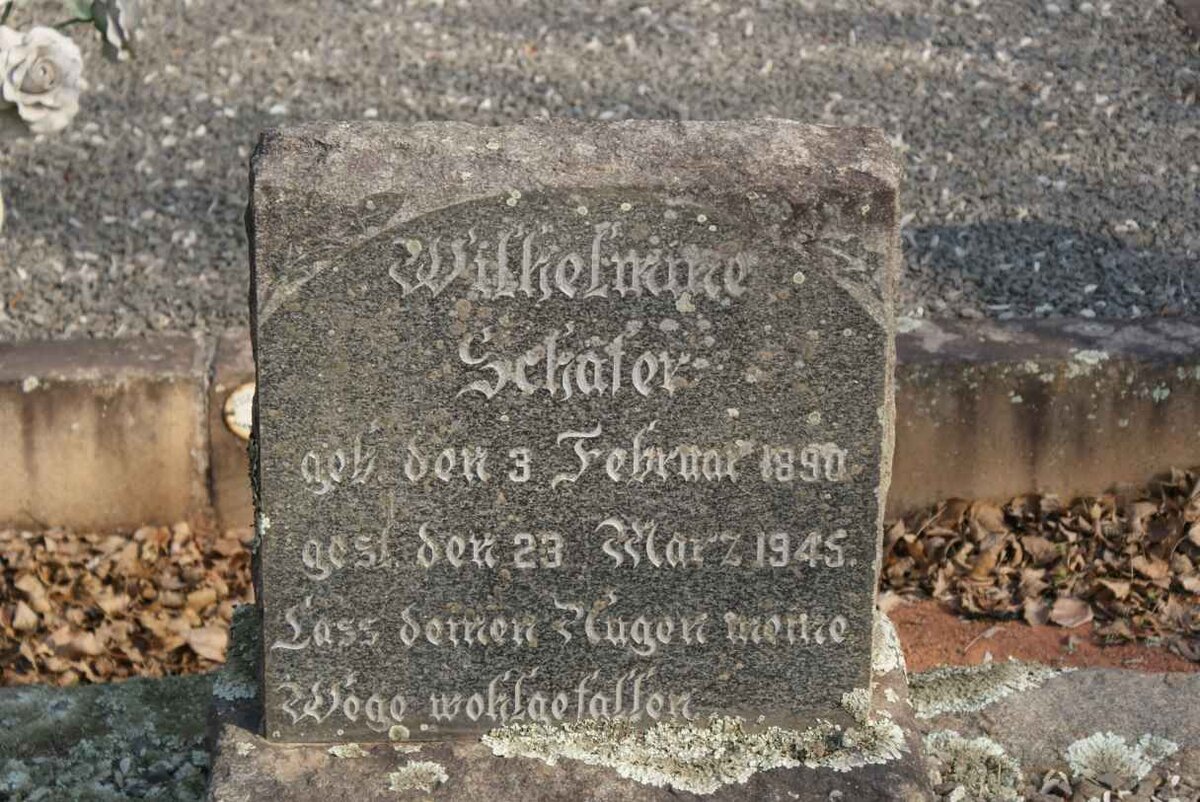 Wilhelmine
Schäfer
geb. den 3 Februar 1890.
gest. den 23 März 1945.
Lass deinen Augen meine
Wege wohlgefallen